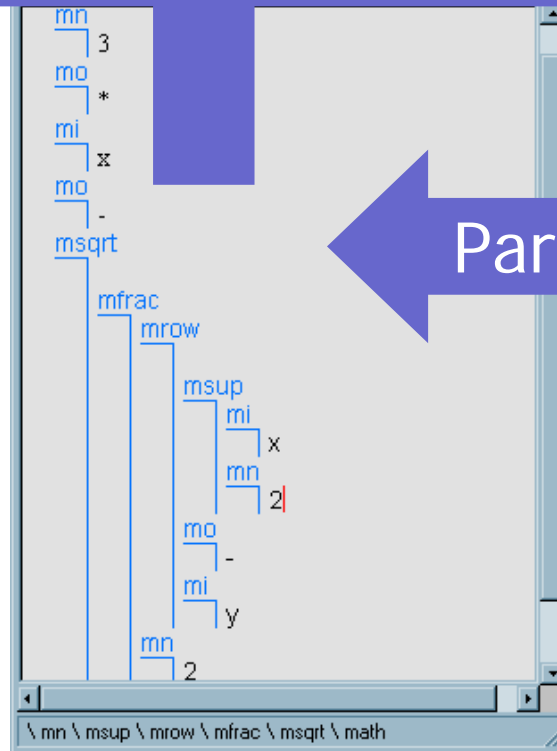 mn
3
mo
*
mi
x
mo
-
msqrt
mfrac
mrow
msup
mi
x
mn
2
mo
-
mi
y
mn
2
\ mn \ msup \ mrow \ mfrac \ msqrt \ math
Par